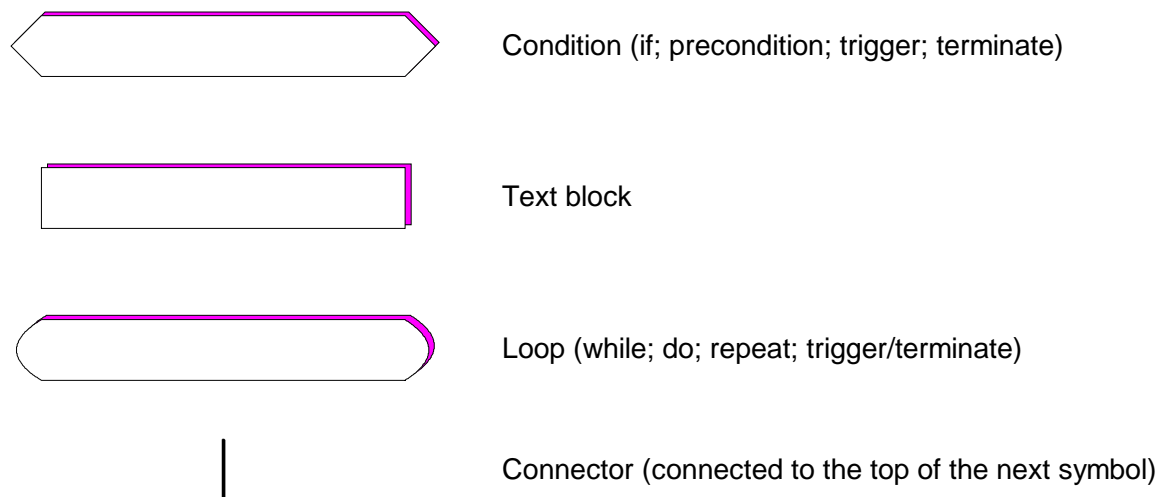 Condition (if; precondition; trigger; terminate)
Text block
Loop (while; do; repeat; trigger/terminate)
Connector (connected to the top of the next symbol)